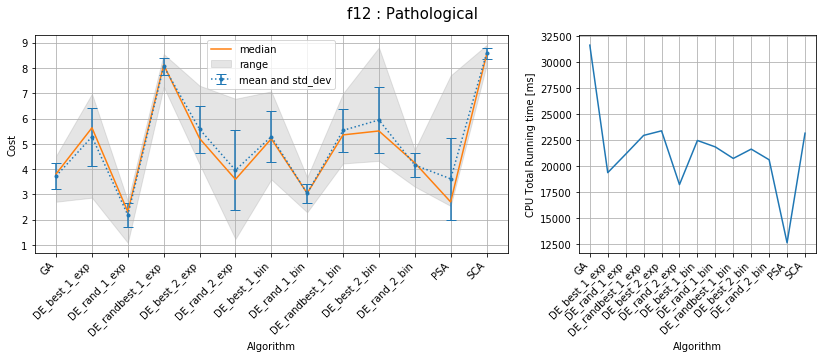 f12 : Pathological
9
8
7
6
5
4
3
2
1
Cost
median
range
mean and std_dev
GA
DE_best_1_exp
DE_rand_1_exp
DE_randbest_1_exp
DE_best_2_exp
DE_rand_2_exp
DE_best_1_bin
DE_rand_1_bin
DE_randbest_1_bin
DE_best_2_bin
DE_rand_2_bin
PSA
SCA
Algorithm
32500
30000
27500
25000
22500
20000
17500
15000
12500
CPU Total Running time [ms]
GA
DE_best_1_exp
DE_rand_1_exp
DE_randbest_1_exp
DE_best_2_exp
DE_rand_2_exp
DE_best_1_bin
DE_rand_1_bin
DE_randbest_1_bin
DE_best_2_bin
DE_rand_2_bin
PSA
SCA
Algorithm